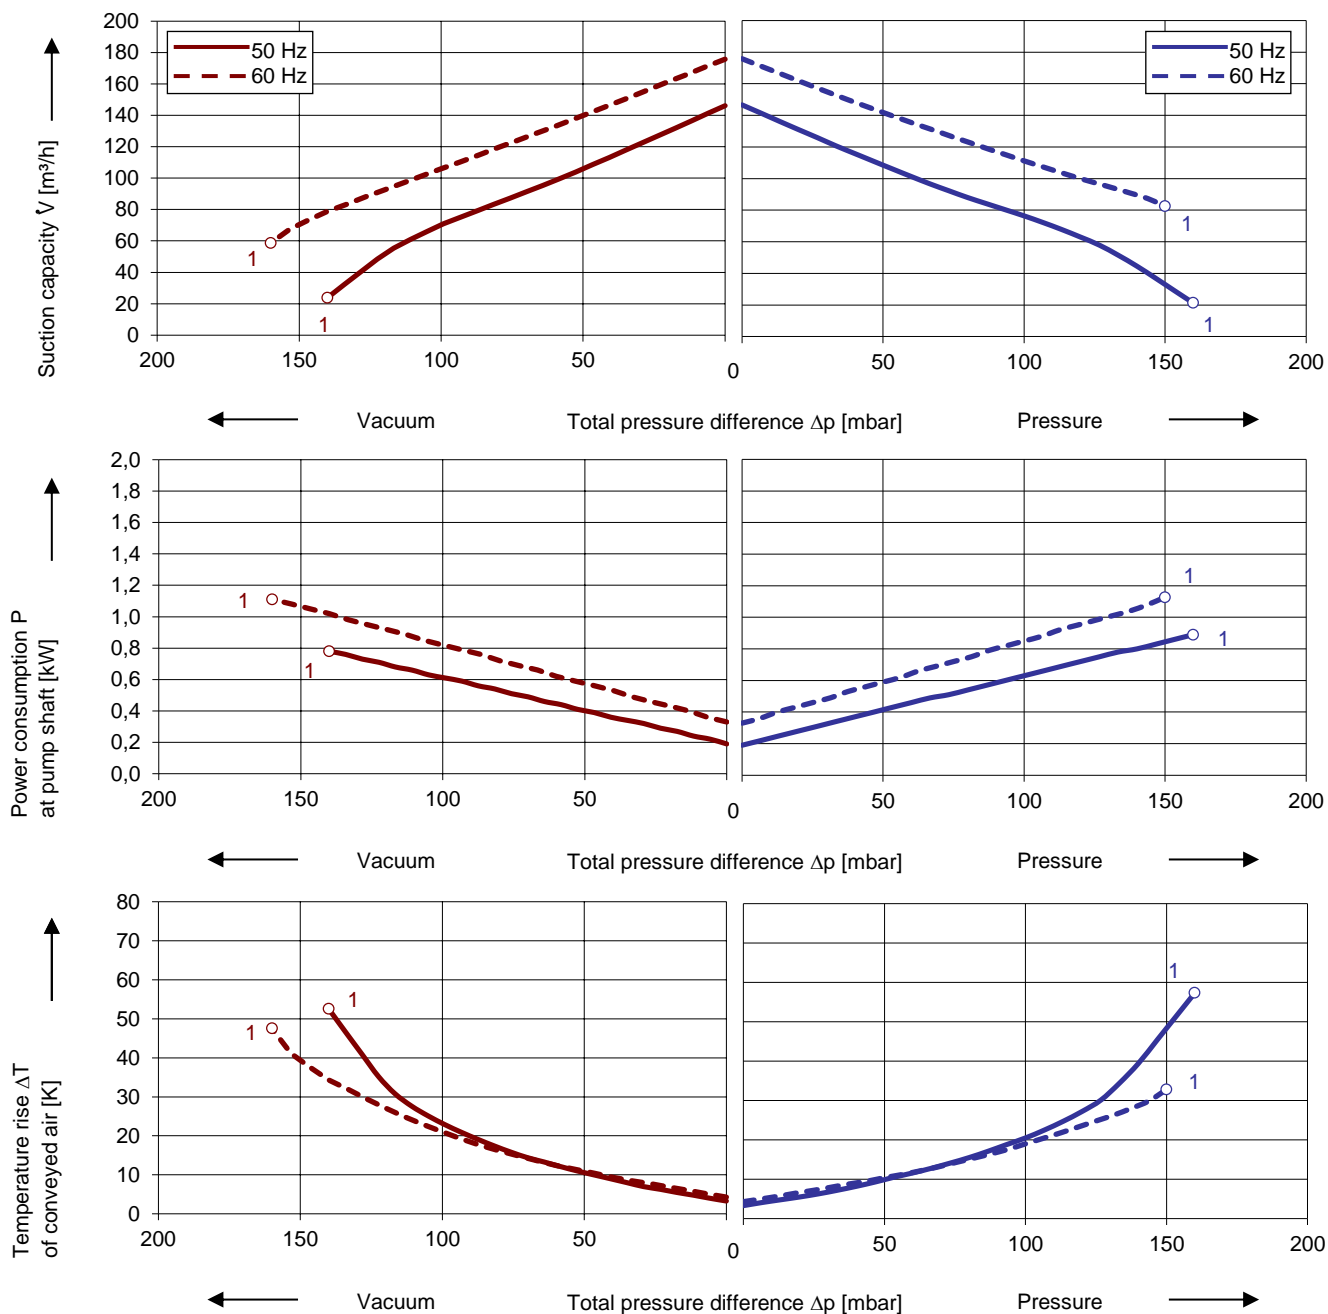 200
180
160
140
120
100
80
60
40
20
0
Suction capacity V̇ [m³/h]
50 Hz
60 Hz
50 Hz
60 Hz
1
1
1
1
200 150 100 50 0 50 100 150 200
Vacuum Total pressure difference Δp [mbar] Pressure
2,0
1,8
1,6
1,4
1,2
1,0
0,8
0,6
0,4
0,2
0,0
Power consumption P
at pump shaft [kW]
1
1
1
1
200 150 100 50 0 50 100 150 200
Vacuum Total pressure difference Δp [mbar] Pressure
80
70
60
50
40
30
20
10
0
Temperature rise ΔT
of conveyed air [K]
1
1
1
1
200 150 100 50 0 50 100 150 200
Vacuum Total pressure difference Δp [mbar] Pressure